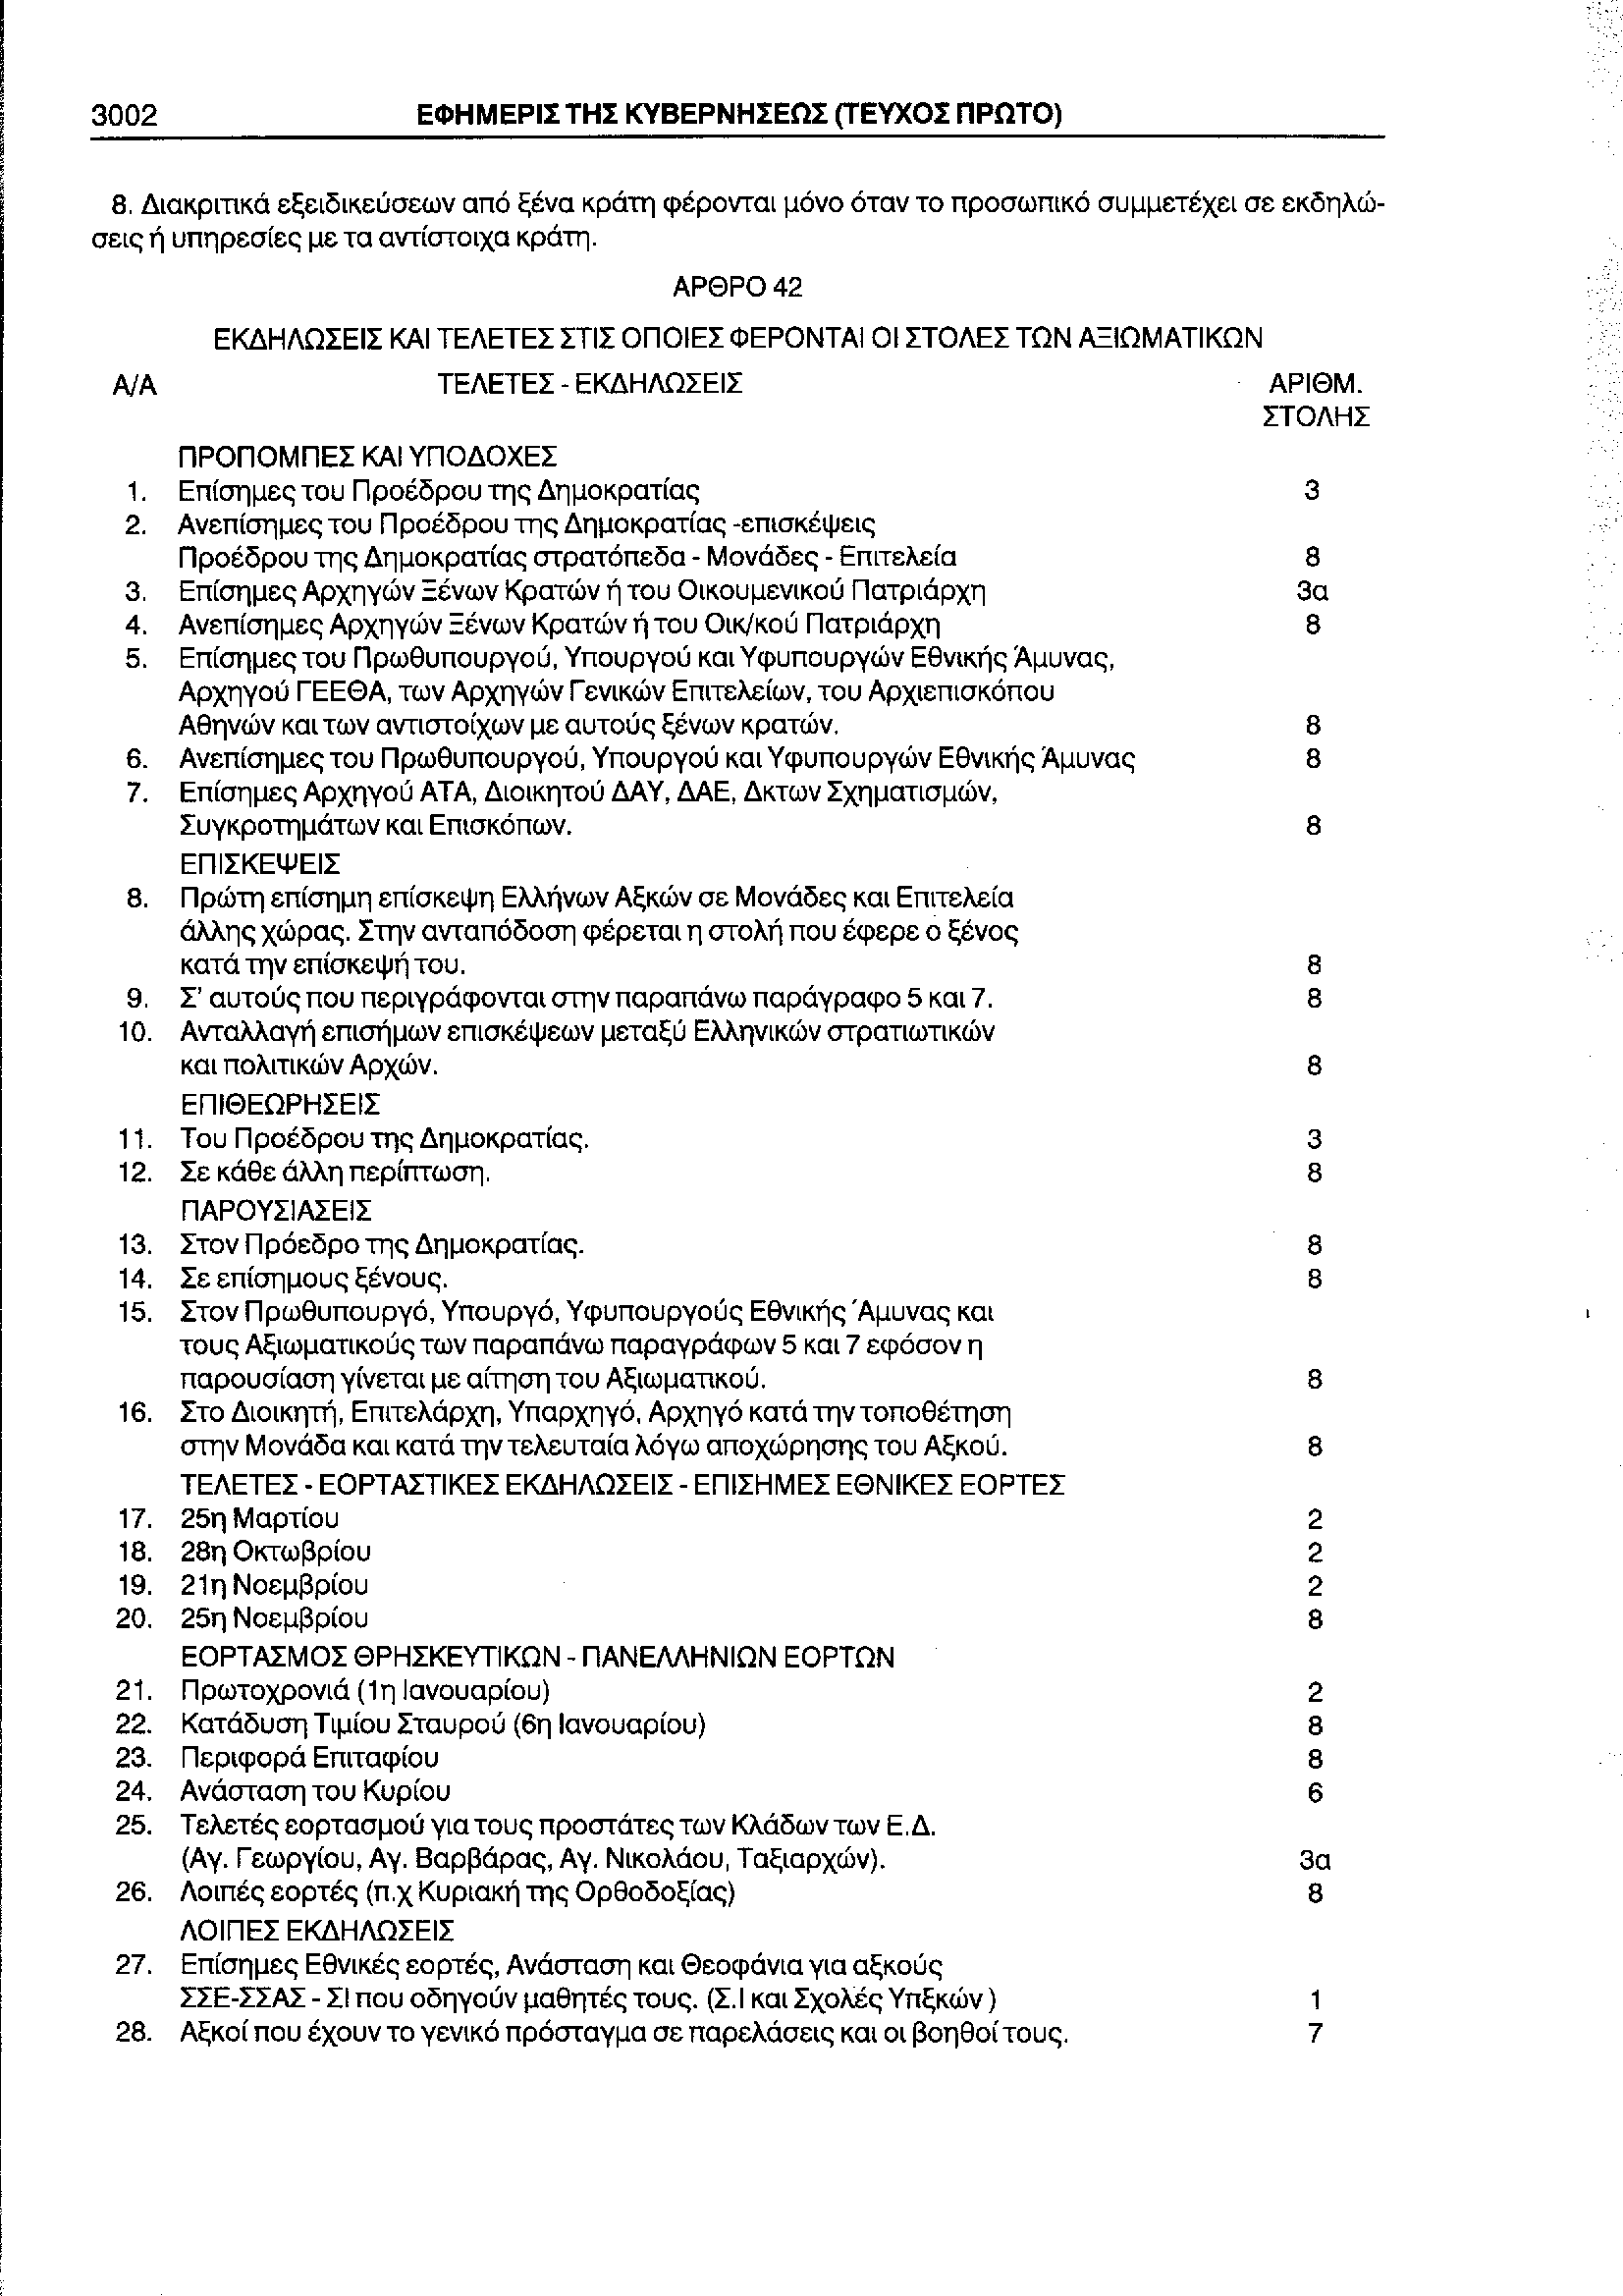 3002 ΕΦΗΜΕΡΙΣ ΤΗΣ ΚΥΒΕΡΝΗΣΕΩΣ (ΤΕΥΧΟΣ ΠΡΩΤΟ)
8. Διακριτικά εξειδικεύσεων από ξένα κράτη φέρονται μόνο όταν το προσωπικό συμμετέχει σε εκδηλώ-
σεις ή υπηρεσίες με τα αντίστοιχα κράτη.
ΑΡΘΡΟ 42
ΕΚΔΗΛΩΣΕΙΣ ΚΑΙ ΤΕΛΕΤΕΣ ΣΤΙΣ ΟΠΟΙΕΣ ΦΕΡΟΝΤΑΙ ΟΙ ΣΤΟΛΕΣ ΤΩΝ ΑΞΙΩΜΑΤΙΚΩΝ
Α/Α ΤΕΛΕΤΕΣ - ΕΚΔΗΛΩΣΕΙΣ ΑΡΙΘΜ.
ΣΤΟΛΗΣ
ΠΡΟΠΟΜΠΕΣ ΚΑΙ ΥΠΟΔΟΧΕΣ
1. Επίσημες του Προέδρου της Δημοκρατίας 3
2. Ανεπίσημες του Προέδρου της Δημοκρατίας -επισκέψεις
Προέδρου της Δημοκρατίας στρατόπεδα - Μονάδες - Επιτελεία 8
3. Επίσημες Αρχηγών Ξένων Κρατών ή του Οικουμενικού Πατριάρχη 3α
4. Ανεπίσημες Αρχηγών Ξένων Κρατών ή του Οικ/κού Πατριάρχη 8
5. Επίσημες του Πρωθυπουργού, Υπουργού και Υφυπουργών Εθνικής Άμυνας,
Αρχηγού ΓΕΕΘΑ, των Αρχηγών Γενικών Επιτελείων, του Αρχιεπισκόπου
Αθηνών και των αντιστοίχων με αυτούς ξένων κρατών. 8
6. Ανεπίσημες του Πρωθυπουργού, Υπουργού και Υφυπουργών Εθνικής Άμυνας 8
7. Επίσημες Αρχηγού ΑΤΑ, Διοικητού ΔΑΥ, ΔΑΕ, Δκτων Σχηματισμών,
Συγκροτημάτων και Επισκόπων. 8
ΕΠΙΣΚΕΨΕΙΣ
8. Πρώτη επίσημη επίσκεψη Ελλήνων Αξκών σε Μονάδες και Επιτελεία
άλλης χώρας. Στην ανταπόδοση φέρεται η στολή που έφερε ο ξένος
κατά την επίσκεψή του. 8
9. Σ' αυτούς που περιγράφονται στην παραπάνω παράγραφο 5 και 7. 8
10. Ανταλλαγή επισήμων επισκέψεων μεταξύ Ελληνικών στρατιωτικών
και πολιτικών Αρχών. 8
ΕΠΙΘΕΩΡΗΣΕΙΣ
11. Του Προέδρου της Δημοκρατίας. 3
12. Σε κάθε άλλη περίπτωση. 8
ΠΑΡΟΥΣΙΑΣΕΙΣ
13. Στον Πρόεδρο της Δημοκρατίας. 8
14. Σε επίσημους ξένους. 8
15. Στον Πρωθυπουργό, Υπουργό, Υφυπουργούς Εθνικής Άμυνας και
τους Αξιωματικούς των παραπάνω παραγράφων 5 και 7 εφόσον η
παρουσίαση γίνεται με αίτηση του Αξιωματικού. 8
16. Στο Διοικητή, Επιτελάρχη, Υπαρχηγό, Αρχηγό κατά την τοποθέτηση
στην Μονάδα και κατά την τελευταία λόγω αποχώρησης του Αξκού. 8
ΤΕΛΕΤΕΣ - ΕΟΡΤΑΣΤΙΚΕΣ ΕΚΔΗΛΩΣΕΙΣ - ΕΠΙΣΗΜΕΣ ΕΘΝΙΚΕΣ ΕΟΡΤΕΣ
17. 25η Μαρτίου 2
18. 28η Οκτωβρίου 2
19. 21η Νοεμβρίου 2
20. 25η Νοεμβρίου 8
ΕΟΡΤΑΣΜΟΣ ΘΡΗΣΚΕΥΤΙΚΩΝ - ΠΑΝΕΛΛΗΝΙΩΝ ΕΟΡΤΩΝ
21. Πρωτοχρονιά (1η Ιανουαρίου) 2
22. Κατάδυση Τιμίου Σταυρού (6η Ιανουαρίου) 8
23. Περιφορά Επιταφίου 8
24. Ανάσταση του Κυρίου 6
25. Τελετές εορτασμού για τους προστάτες των Κλάδων των Ε.Δ.
(Αγ. Γεωργίου, Αγ. Βαρβάρας, Αγ. Νικολάου, Ταξιαρχών). 3α
26. Λοιπές εορτές (π.χ Κυριακή της Ορθοδοξίας) 8
ΛΟΙΠΕΣ ΕΚΔΗΛΩΣΕΙΣ
27. Επίσημες Εθνικές εορτές, Ανάσταση και Θεοφάνια για αξκούς
ΣΣΕ-ΣΣΑΣ - ΣΙ που οδηγούν μαθητές τους. (Σ.Ι και Σχολές Υπξκών) 1
28. Αξκοί που έχουν το γενικό πρόσταγμα σε παρελάσεις και οι βοηθοί τους. 7